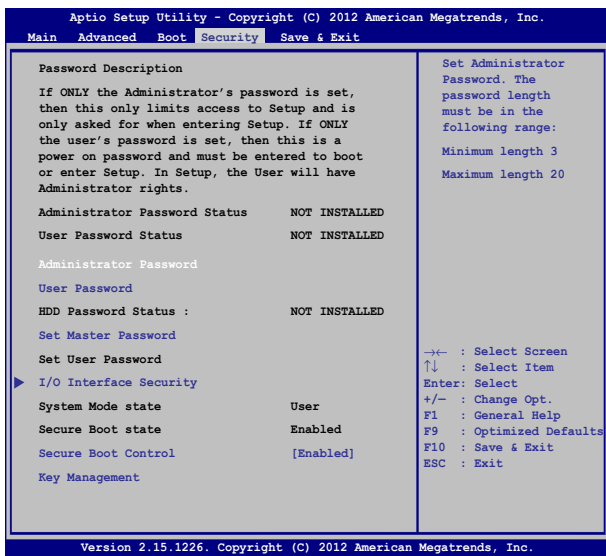 Aptio Setup Utility - Copyright (C) 2012 American Megatrends, Inc.
Main Advanced Boot Security Save & Exit
Password Description
If ONLY the Administrator's password is set,
then this only limits access to Setup and is
only asked for when entering Setup. If ONLY
the user's password is set, then this is a
power on password and must be entered to boot
or enter Setup. In Setup, the User will have
Administrator rights.
Administrator Password Status NOT INSTALLED
User Password Status NOT INSTALLED
Administrator Password
User Password
HDD Password Status : NOT INSTALLED
Set Master Password
Set User Password
I/O Interface Security
System Mode state User
Secure Boot state Enabled
Secure Boot Control [Enabled]
Key Management
Set Administrator
Password. The
password length
must be in the
following range:
Minimum length 3
Maximum length 20
→← : Select Screen
↑↓ : Select Item
Enter: Select
+/— : Change Opt.
F1 : General Help
F9 : Optimized Defaults
F10 : Save & Exit
ESC : Exit
Version 2.15.1226. Copyright (C) 2012 American Megatrends, Inc.